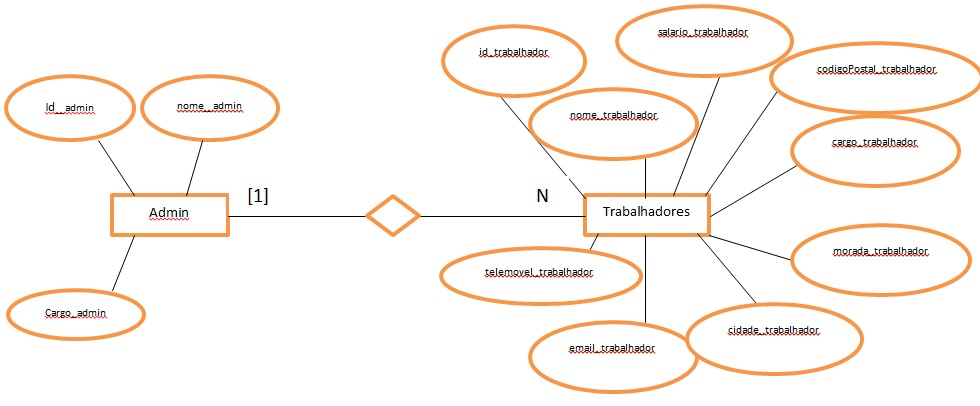 id_trabalhador
salario_trabalhador
codigoPostal_trabalhador
Id__admin
nome__admin
nome_trabalhador
cargo_trabalhador
[1]
N
Admin
Trabalhadores
morada_trabalhador
telemovel_trabalhador
Cargo_admin
cidade_trabalhador
email_trabalhador